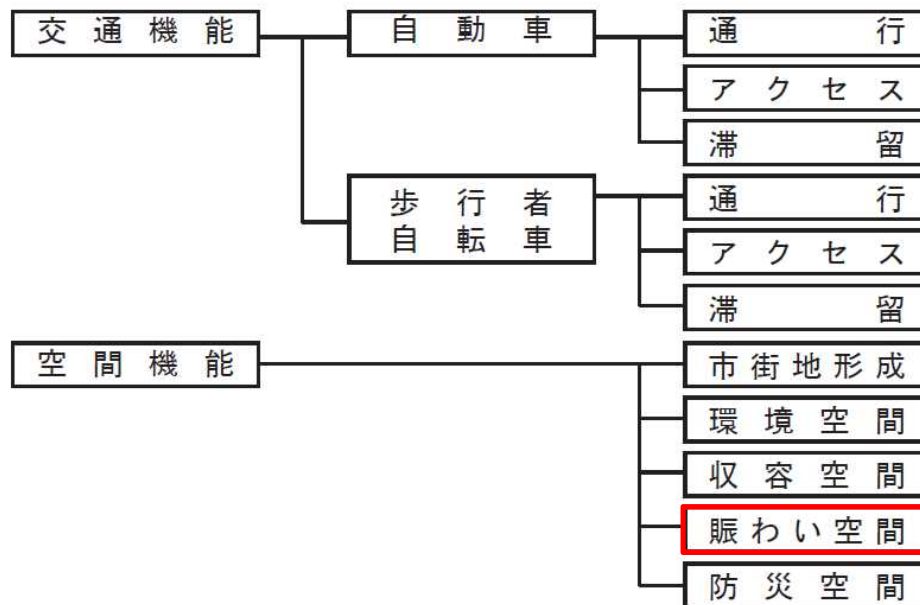 交通機能
自動車
通行
アクセス
滞留
歩行者
自転車
通行
アクセス
滞留
空間機能
市街地形成
環境空間
収容空間
賑わい空間
防災空間